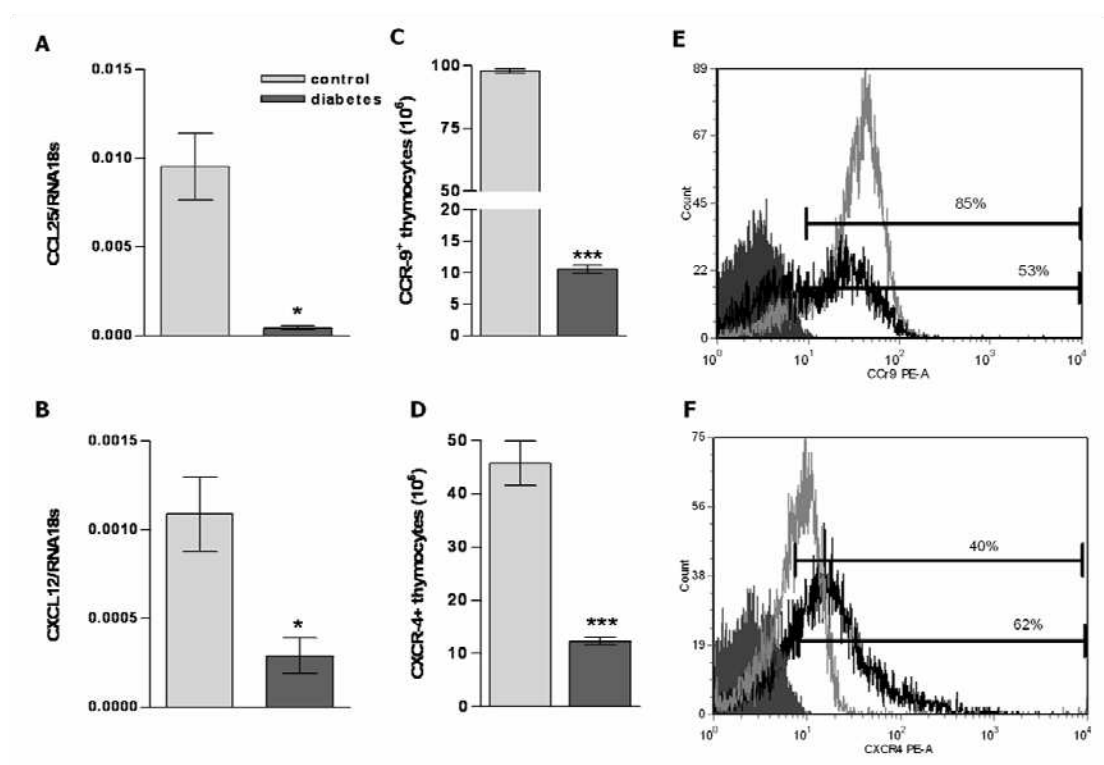 A
CCL25/RNA18s
0.015
0.010
0.005
0.000
control
diabetes
*
C
CCR-9+ thymocytes (10⁶)
100
75
50
20
15
10
5
0
***
E
Count
89
67
45
22
0
85%
53%
10⁰ 10¹ 10² 10³ 10⁴
CCr9 PE-A
B
CXCL12/RNA18s
0.0015
0.0010
0.0005
0.0000
*
D
CXCR-4+ thymocytes (10⁶)
50
40
30
20
10
0
***
F
Count
75
56
38
19
0
40%
62%
10⁰ 10¹ 10² 10³ 10⁴
CXCR4 PE-A